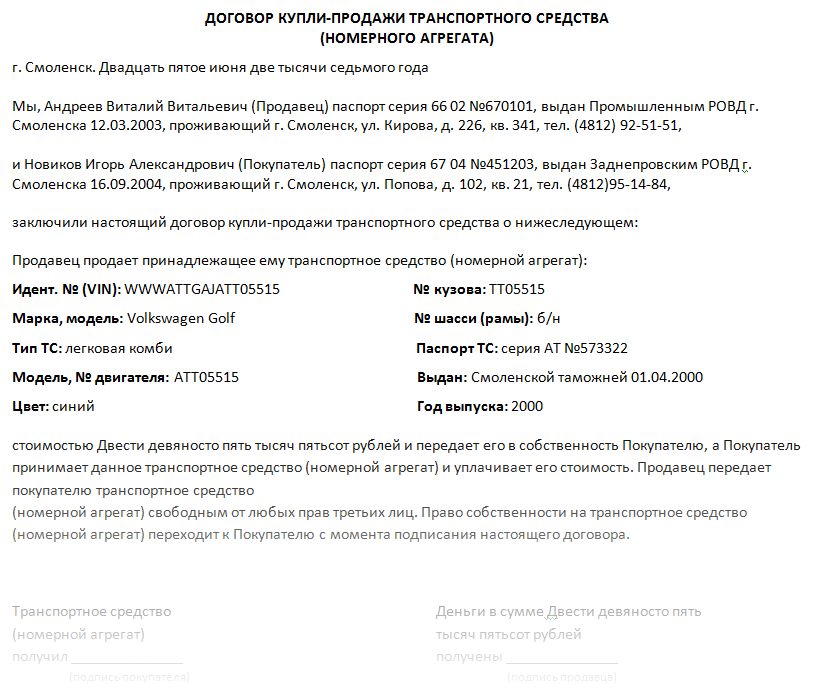 ДОГОВОР КУПЛИ-ПРОДАЖИ ТРАНСПОРТНОГО СРЕДСТВА
(НОМЕРНОГО АГРЕГАТА)
г. Смоленск. Двадцать пятое июня две тысячи седьмого года
Мы, Андреев Виталий Витальевич (Продавец) паспорт серия 66 02 №670101, выдан Промышленным РОВД г.
Смоленска 12.03.2003, проживающий г. Смоленск, ул. Кирова, д. 226, кв. 341, тел. (4812) 92-51-51,
и Новиков Игорь Александрович (Покупатель) паспорт серия 67 04 №451203, выдан Заднепровским РОВД г.
Смоленска 16.09.2004, проживающий г. Смоленск, ул. Попова, д. 102, кв. 21, тел. (4812)95-14-84,
заключили настоящий договор купли-продажи транспортного средства о нижеследующем:
Продавец продает принадлежащее ему транспортное средство (номерной агрегат):
Идент. № (VIN): WWWATTGAJATT05515 № кузова: TT05515
Марка, модель: Volkswagen Golf № шасси (рамы): б/н
Тип ТС: легковая комби Паспорт ТС: серия АТ №573322
Модель, № двигателя: ATT05515 Выдан: Смоленской таможней 01.04.2000
Цвет: синий Год выпуска: 2000
стоимостью Двести девяносто пять тысяч пятьсот рублей и передает его в собственность Покупателю, а Покупатель
принимает данное транспортное средство (номерной агрегат) и уплачивает его стоимость. Продавец передает
покупателю транспортное средство
(номерной агрегат) свободным от любых прав третьих лиц. Право собственности на транспортное средство
(номерной агрегат) переходит к Покупателю с момента подписания настоящего договора.
Транспортное средство Деньги в сумме Двести девяносто пять
(номерной агрегат) тысяч пятьсот рублей
получил _______________ получены _______________
(подпись покупателя) (подпись продавца)